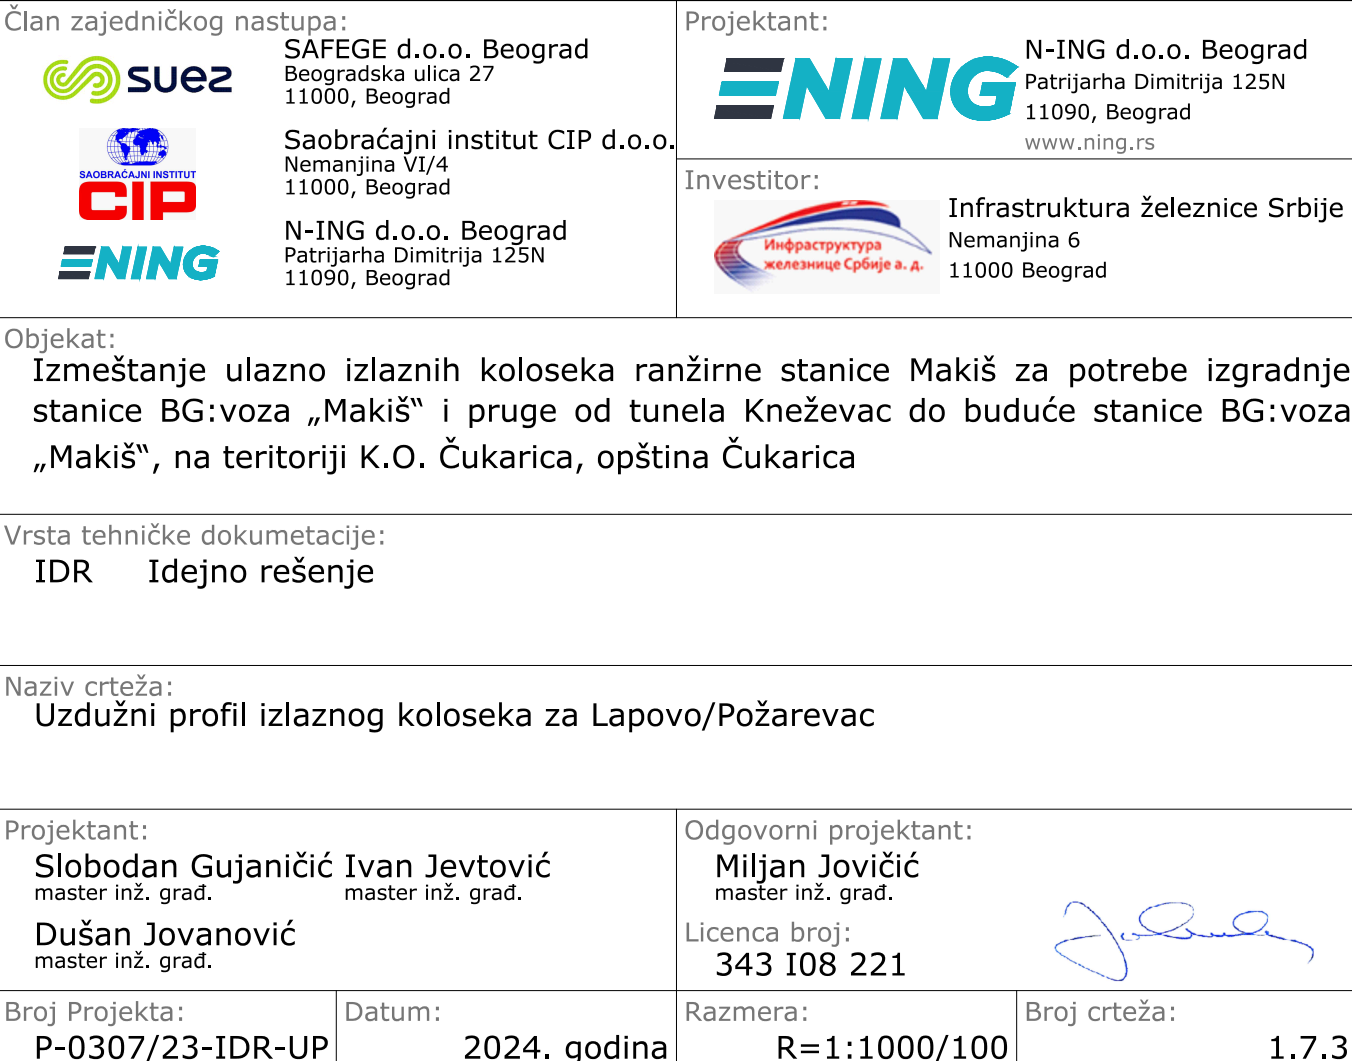 Član zajedničkog nastupa:
suez
SAFEGE d.o.o. Beograd
Beogradska ulica 27
11000, Beograd
SAOBRAĆAJNI INSTITUT
CIP
Saobraćajni institut CIP d.o.o.
Nemanjina VI/4
11000, Beograd
NING
N-ING d.o.o. Beograd
Patrijarha Dimitrija 125N
11090, Beograd
Projektant:
NING
N-ING d.o.o. Beograd
Patrijarha Dimitrija 125N
11090, Beograd
www.ning.rs
Investitor:
Инфраструктура
железнице Србије а. д.
Infrastruktura železnice Srbije
Nemanjina 6
11000 Beograd
Objekat:
Izmeštanje ulazno izlaznih koloseka ranžirne stanice Makiš za potrebe izgradnje
stanice BG:voza „Makiš“ i pruge od tunela Kneževac do buduće stanice BG:voza
„Makiš“, na teritoriji K.O. Čukarica, opština Čukarica
Vrsta tehničke dokumetacije:
IDR Idejno rešenje
Naziv crteža:
Uzdužni profil izlaznog koloseka za Lapovo/Požarevac
Projektant:
Slobodan Gujaničić Ivan Jevtović
master inž. građ. master inž. građ.
Dušan Jovanović
master inž. građ.
Odgovorni projektant:
Miljan Jovičić
master inž. građ.
Licenca broj:
343 I08 221
Broj Projekta:
P-0307/23-IDR-UP
Datum:
2024. godina
Razmera:
R=1:1000/100
Broj crteža:
1.7.3